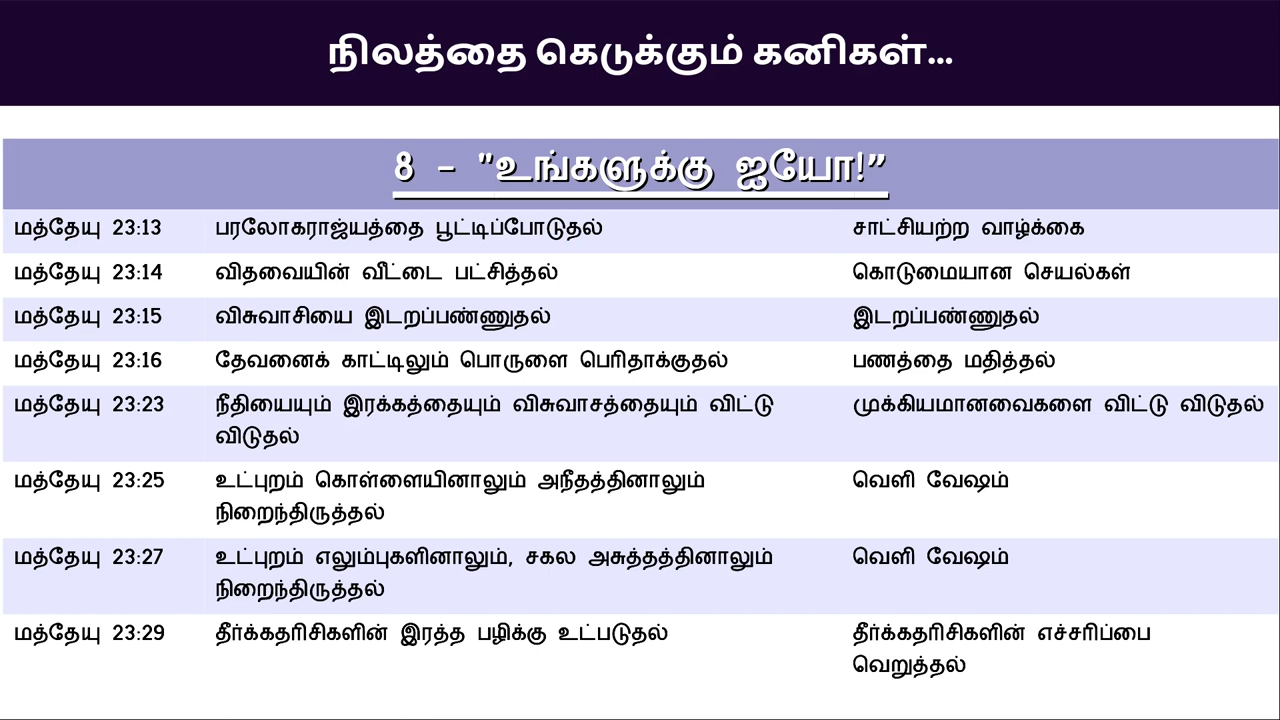 நிலத்தை கெடுக்கும் கனிகள்...
8 - "உங்களுக்கு ஐயோ!”
மத்தேயு 23:13 பரலோகராஜ்யத்தை பூட்டிப்போடுதல் சாட்சியற்ற வாழ்க்கை
மத்தேயு 23:14 விதவையின் வீட்டை பட்சித்தல் கொடுமையான செயல்கள்
மத்தேயு 23:15 விசுவாசியை இடறப்பண்ணுதல் இடறப்பண்ணுதல்
மத்தேயு 23:16 தேவனைக் காட்டிலும் பொருளை பெரிதாக்குதல் பணத்தை மதித்தல்
மத்தேயு 23:23 நீதியையும் இரக்கத்தையும் விசுவாசத்தையும் விட்டு முக்கியமானவைகளை விட்டு விடுதல்
விடுதல்
மத்தேயு 23:25 உட்புறம் கொள்ளையினாலும் அநீதத்தினாலும் வெளி வேஷம்
நிறைந்திருத்தல்
மத்தேயு 23:27 உட்புறம் எலும்புகளினாலும், சகல அசுத்தத்தினாலும் வெளி வேஷம்
நிறைந்திருத்தல்
மத்தேயு 23:29 தீர்க்கதரிசிகளின் இரத்த பழிக்கு உட்படுதல் தீர்க்கதரிசிகளின் எச்சரிப்பை
வெறுத்தல்